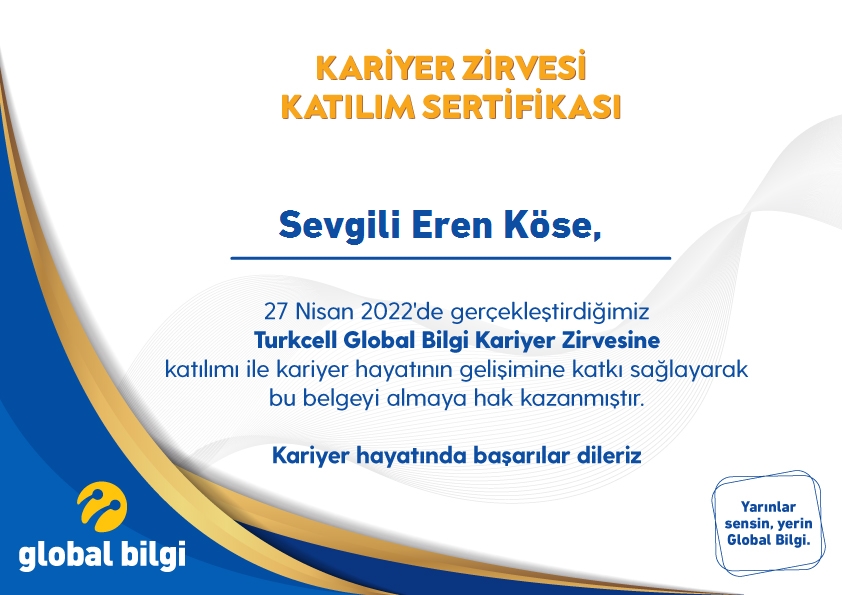 KARİYER ZİRVESİ
KATILIM SERTİFİKASI
Sevgili Eren Köse,
27 Nisan 2022'de gerçekleştirdiğimiz
Turkcell Global Bilgi Kariyer Zirvesine
katılımı ile kariyer hayatının gelişimine katkı sağlayarak
bu belgeyi almaya hak kazanmıştır.
Kariyer hayatında başarılar dileriz
global bilgi
Yarınlar
sensin, yerin
Global Bilgi.